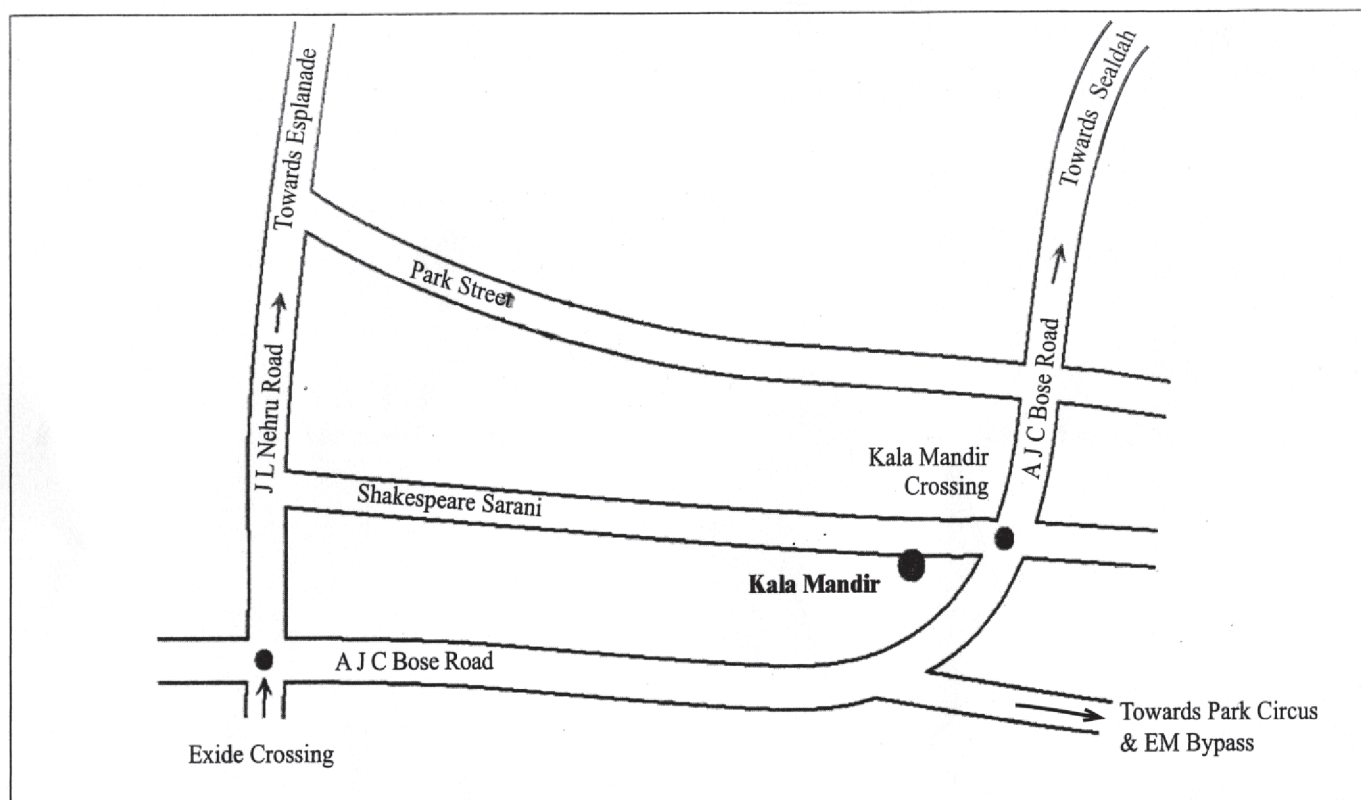 Towards Esplanade
Towards Sealdah
Park Street
J L Nehru Road
A J C Bose Road
Kala Mandir
Crossing
Shakespeare Sarani
Kala Mandir
A J C Bose Road
Towards Park Circus
& EM Bypass
Exide Crossing